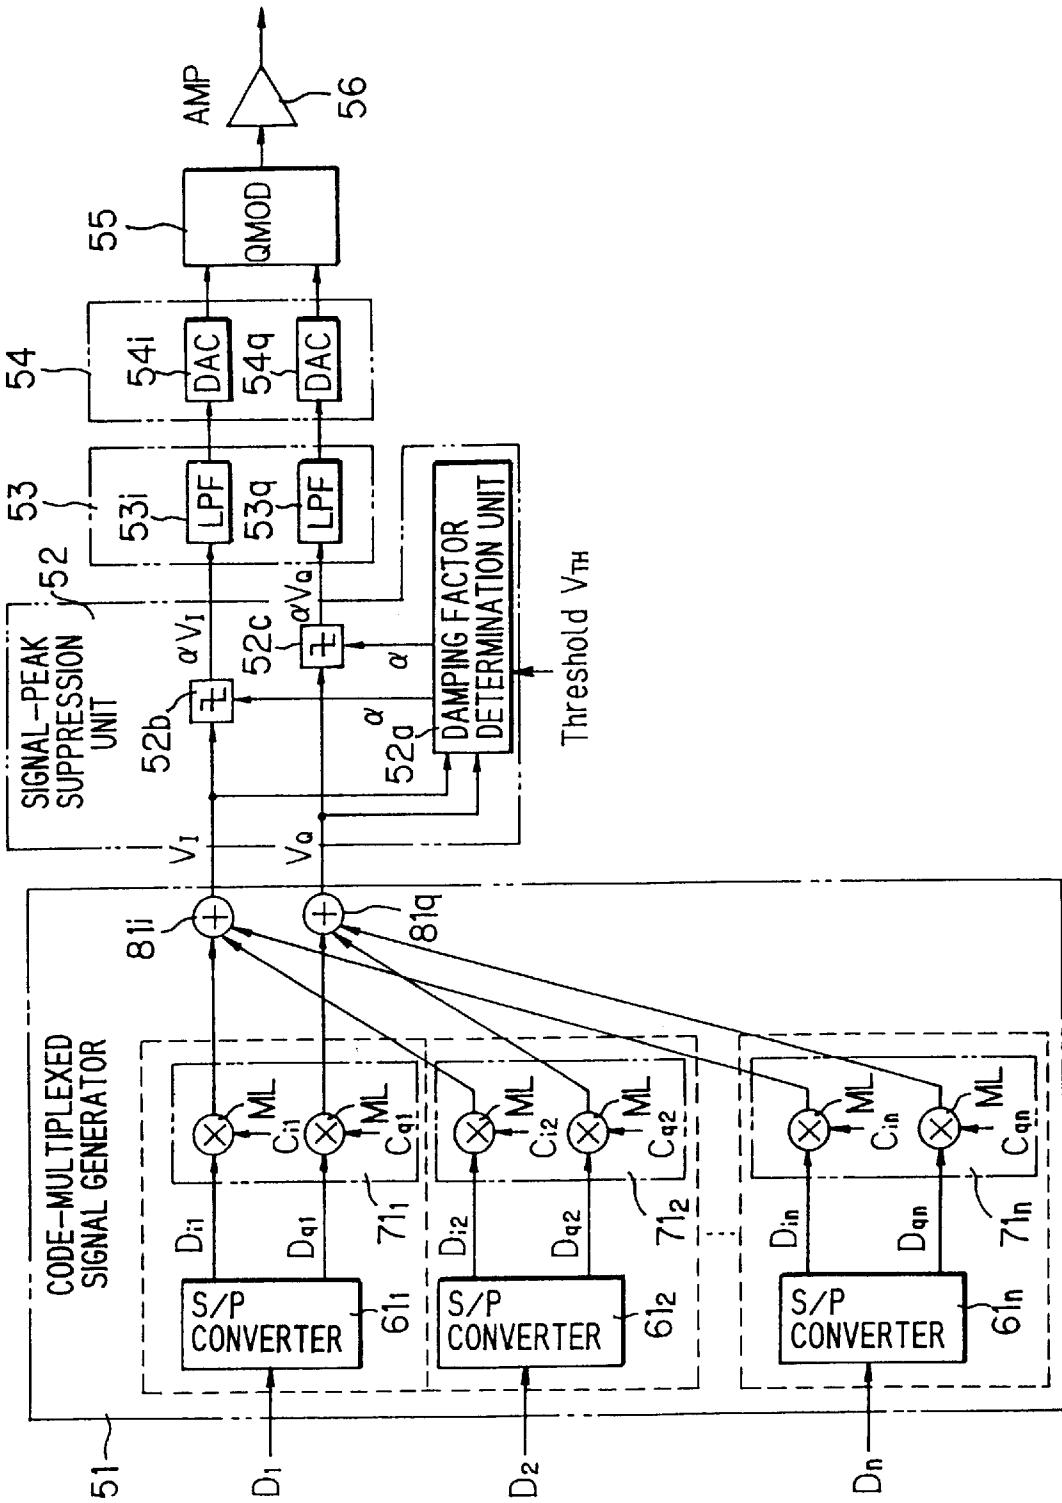 51
CODE-MULTIPLEXED
SIGNAL GENERATOR
D1
S/P
CONVERTER
611
Di1
Dq1
ML
Ci1
ML
Cq1
711
D2
S/P
CONVERTER
612
Di2
Dq2
ML
Ci2
ML
Cq2
712
Dn
S/P
CONVERTER
61n
Din
Dqn
ML
Cin
ML
Cqn
71n
81i
81q
VI
VQ
SIGNAL-PEAK
SUPPRESSION
UNIT
52
52b
52c
αVI
αVQ
α
α
52a
DAMPING FACTOR
DETERMINATION UNIT
Threshold VTH
53
53i
LPF
53q
LPF
54
54i
DAC
54q
DAC
55
QMOD
AMP
56